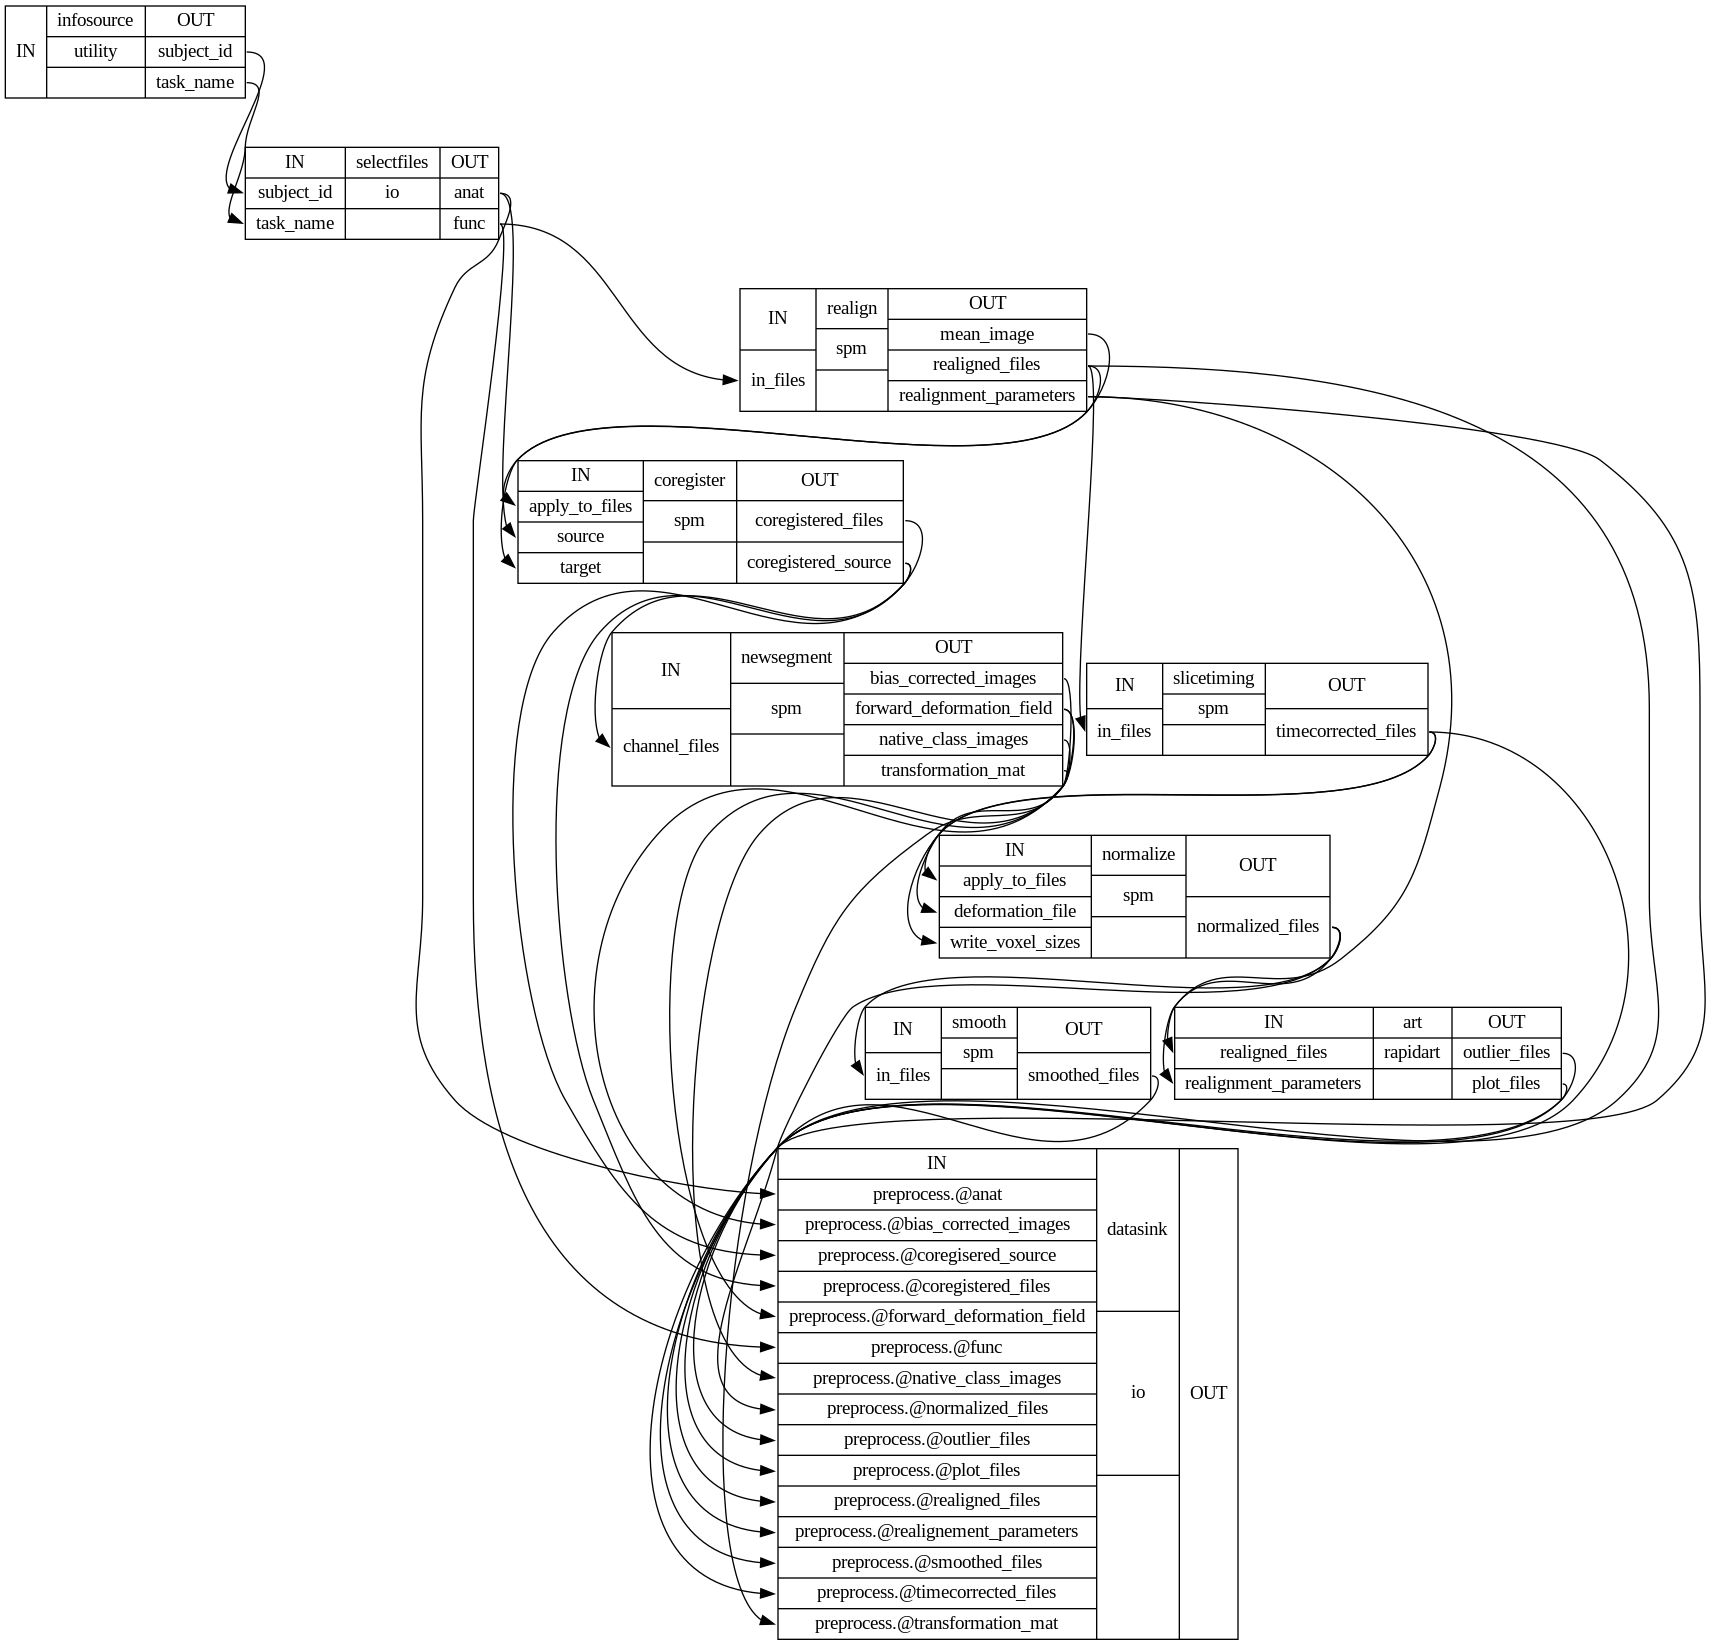 IN infosource OUT
utility subject_id
task_name
IN selectfiles OUT
subject_id io anat
task_name func
IN realign OUT
spm mean_image
in_files realigned_files
realignment_parameters
IN coregister OUT
apply_to_files spm coregistered_files
source coregistered_source
target
IN newsegment OUT
bias_corrected_images
spm forward_deformation_field
channel_files native_class_images
transformation_mat
IN slicetiming OUT
spm
in_files timecorrected_files
IN normalize OUT
apply_to_files spm
deformation_file normalized_files
write_voxel_sizes
IN smooth OUT
spm
in_files smoothed_files
IN art OUT
realigned_files rapidart outlier_files
realignment_parameters plot_files
IN
preprocess.@anat
preprocess.@bias_corrected_images datasink
preprocess.@coregisered_source
preprocess.@coregistered_files
preprocess.@forward_deformation_field
preprocess.@func
preprocess.@native_class_images io OUT
preprocess.@normalized_files
preprocess.@outlier_files
preprocess.@plot_files
preprocess.@realigned_files
preprocess.@realignement_parameters
preprocess.@smoothed_files
preprocess.@timecorrected_files
preprocess.@transformation_mat